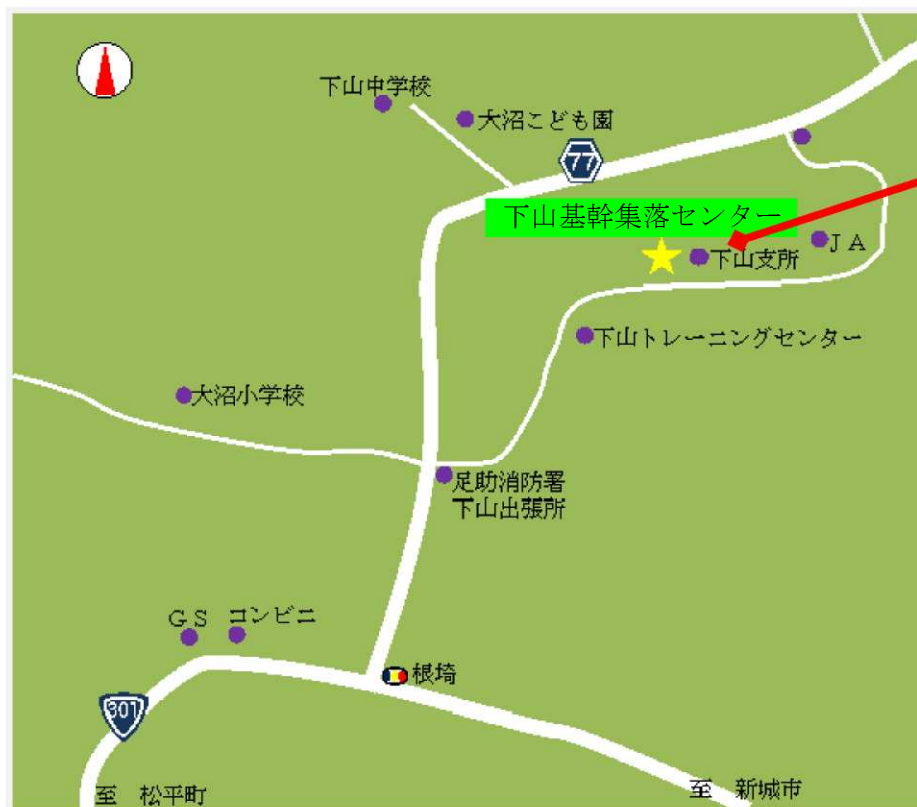 下山中学校
大沼こども園
77
下山基幹集落センター
ＪＡ
下山支所
下山トレーニングセンター
大沼小学校
足助消防署
下山出張所
ＧＳ
コンビニ
根埼
301
至　松平町
至　新城市